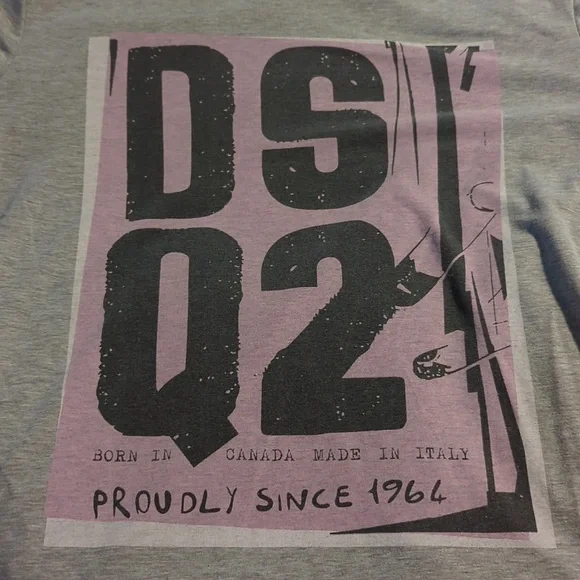 DS
Q2
BORN IN CANADA MADE IN ITALY
PROUDLY SINCE 1964